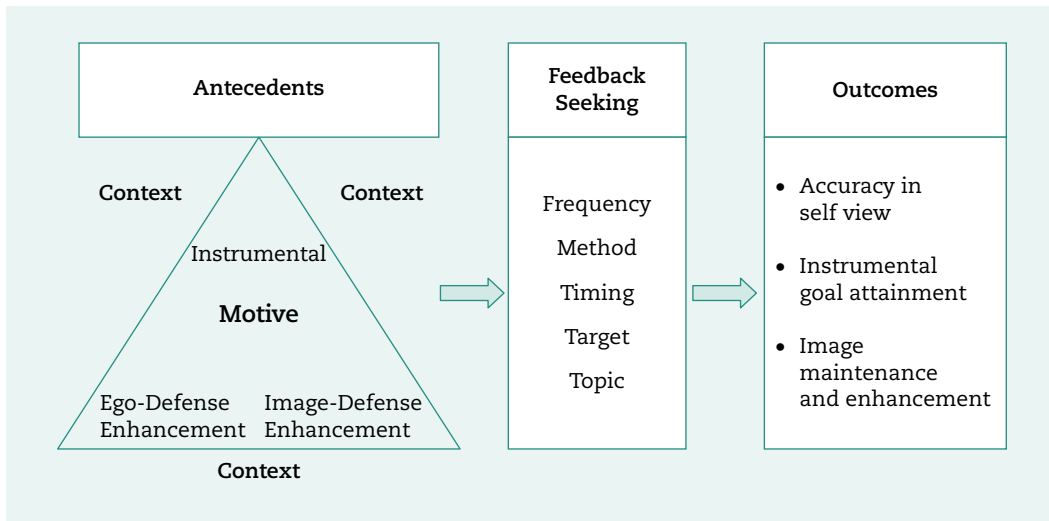 Antecedents
Context
Context
Instrumental
Motive
Ego-Defense
Enhancement
Image-Defense
Enhancement
Context
Feedback
Seeking
Frequency
Method
Timing
Target
Topic
Outcomes
• Accuracy in
self view
• Instrumental
goal attainment
• Image
maintenance
and enhancement